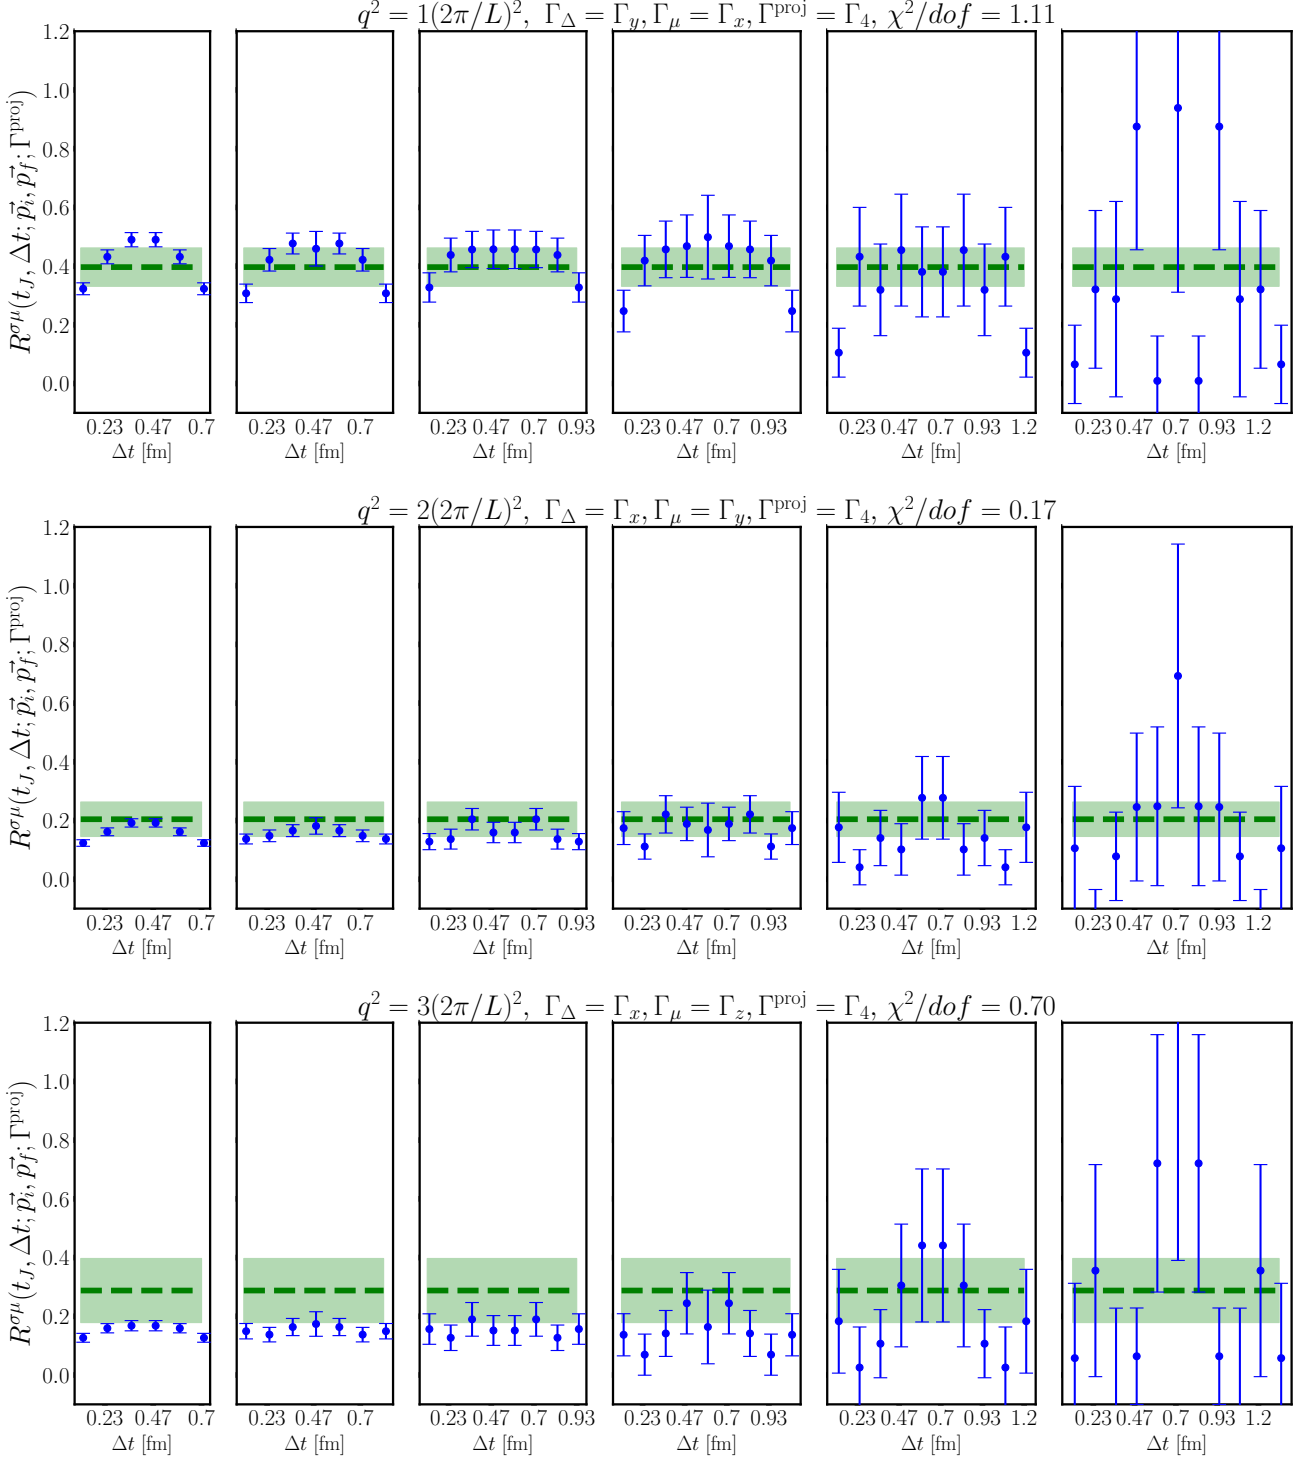 q² = 1(2π/L)², Γ_Δ = Γ_y, Γ_μ = Γ_x, Γ^proj = Γ_4, χ²/dof = 1.11
R^σμ(t_J, Δt; p⃗_i, p⃗_f; Γ^proj)
1.2
1.0
0.8
0.6
0.4
0.2
0.0
0.23 0.47 0.7 0.23 0.47 0.7 0.23 0.47 0.7 0.93 0.23 0.47 0.7 0.93 0.23 0.47 0.7 0.93 1.2 0.23 0.47 0.7 0.93 1.2
Δt [fm] Δt [fm] Δt [fm] Δt [fm] Δt [fm] Δt [fm]
q² = 2(2π/L)², Γ_Δ = Γ_x, Γ_μ = Γ_y, Γ^proj = Γ_4, χ²/dof = 0.17
R^σμ(t_J, Δt; p⃗_i, p⃗_f; Γ^proj)
1.2
1.0
0.8
0.6
0.4
0.2
0.0
0.23 0.47 0.7 0.23 0.47 0.7 0.23 0.47 0.7 0.93 0.23 0.47 0.7 0.93 0.23 0.47 0.7 0.93 1.2 0.23 0.47 0.7 0.93 1.2
Δt [fm] Δt [fm] Δt [fm] Δt [fm] Δt [fm] Δt [fm]
q² = 3(2π/L)², Γ_Δ = Γ_x, Γ_μ = Γ_z, Γ^proj = Γ_4, χ²/dof = 0.70
R^σμ(t_J, Δt; p⃗_i, p⃗_f; Γ^proj)
1.2
1.0
0.8
0.6
0.4
0.2
0.0
0.23 0.47 0.7 0.23 0.47 0.7 0.23 0.47 0.7 0.93 0.23 0.47 0.7 0.93 0.23 0.47 0.7 0.93 1.2 0.23 0.47 0.7 0.93 1.2
Δt [fm] Δt [fm] Δt [fm] Δt [fm] Δt [fm] Δt [fm]